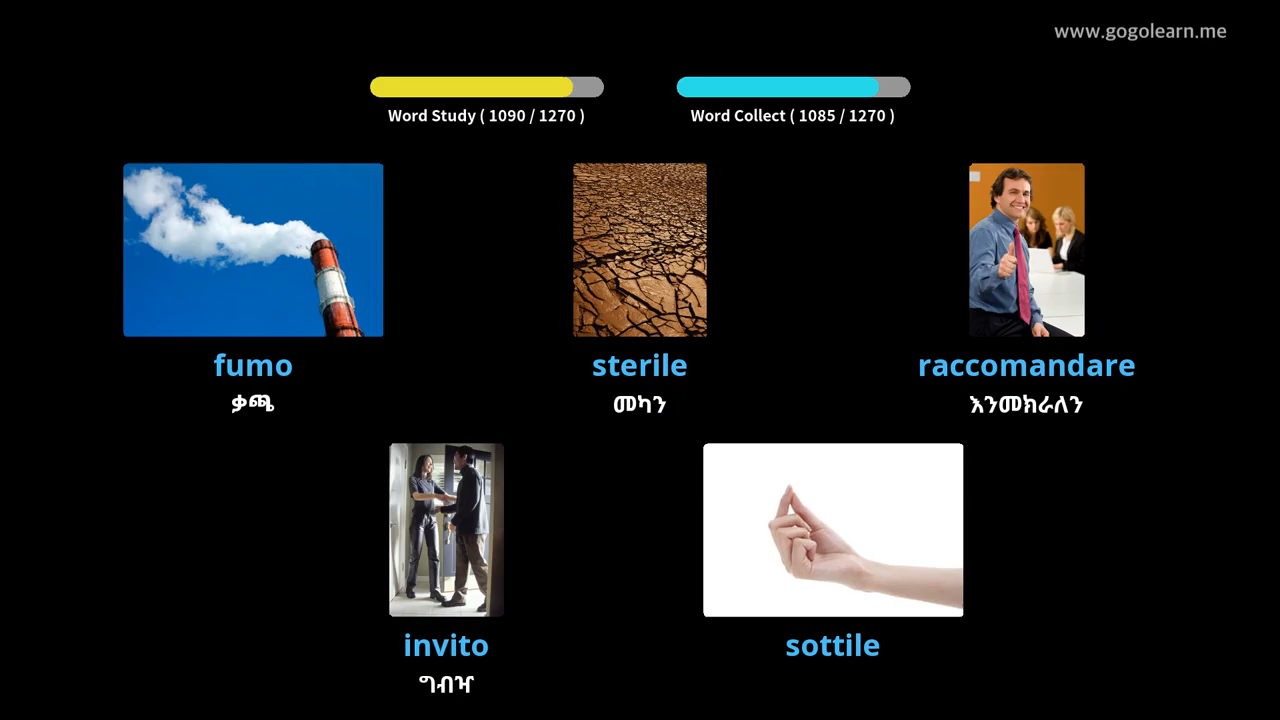 www.gogolearn.me
Word Study ( 1090 / 1270 )
Word Collect ( 1085 / 1270 )
fumo
sterile
raccomandare
ቃጫ
መካን
እንመክራለን
invito
sottile
ግብዣ